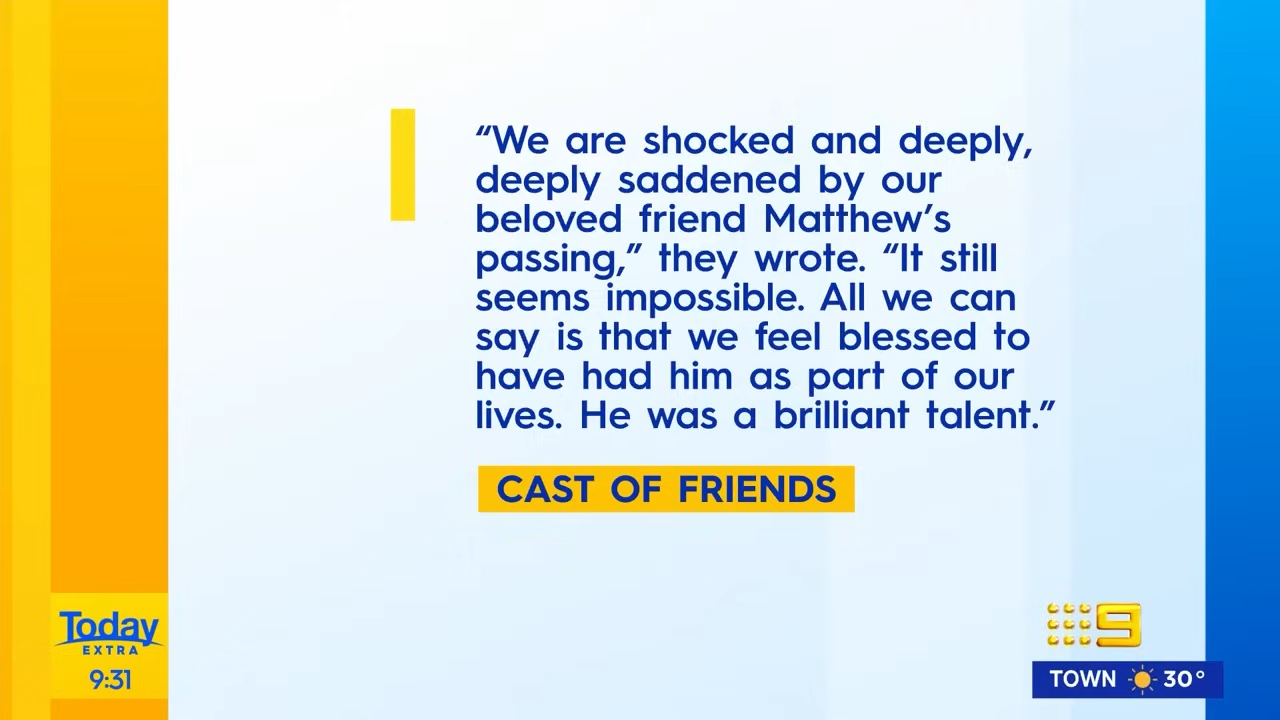 “We are shocked and deeply,
deeply saddened by our
beloved friend Matthew’s
passing,” they wrote. “It still
seems impossible. All we can
say is that we feel blessed to
have had him as part of our
lives. He was a brilliant talent.”
CAST OF FRIENDS
Today
EXTRA
9:31
9
TOWN 30°